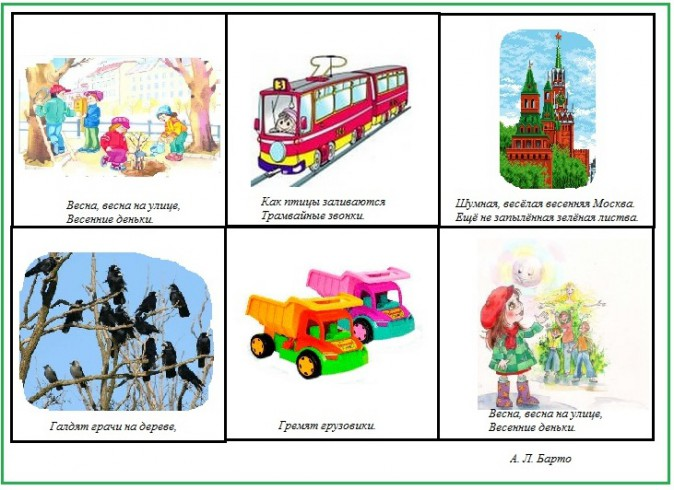 Весна, весна на улице,
Весенние деньки.
Как птицы заливаются
Трамвайные звонки.
Шумная, весёлая весенняя Москва.
Ещё не запылённая зелёная листва.
Галдят грачи на дереве,
Гремят грузовики.
Весна, весна на улице,
Весенние деньки.
А. Л. Барто
3